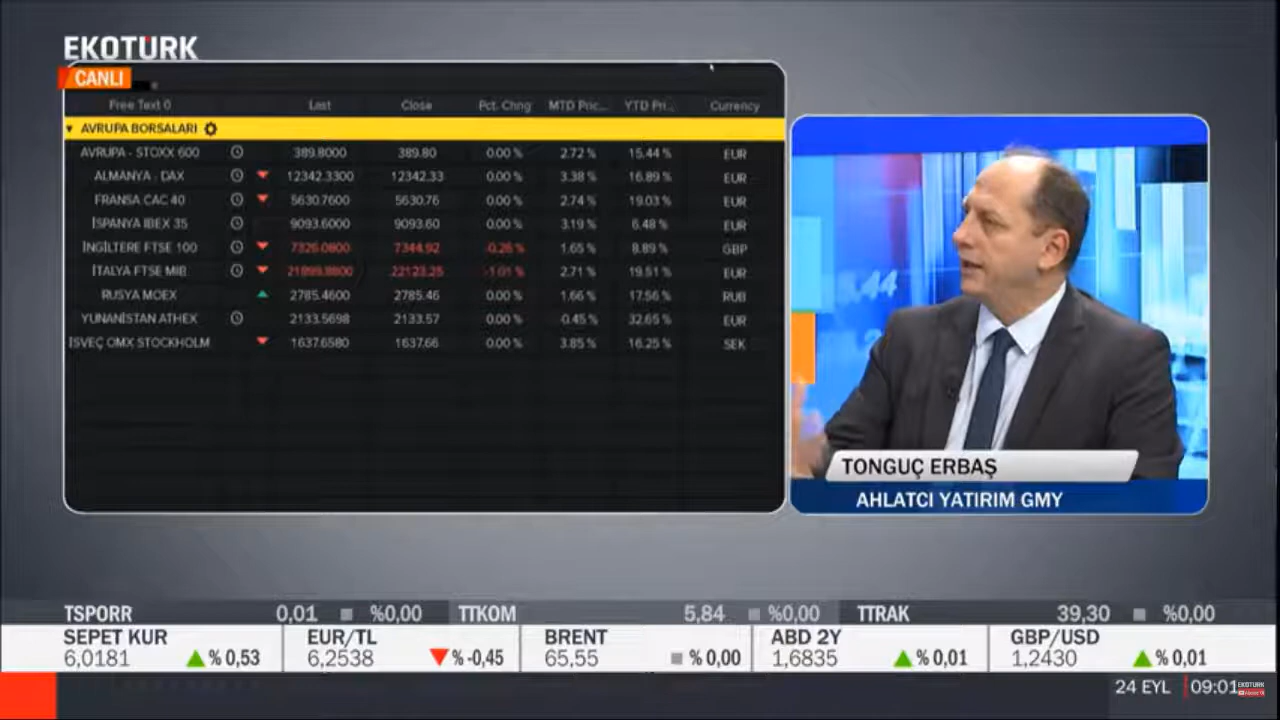 EKOTÜRK
CANLI
Free Text 0 Last Close Pct. Chng MTD Pric... YTD Pri... Currency
AVRUPA BORSALARI
AVRUPA - STOXX 600 389.8000 389.80 0.00 % 2.72 % 15.44 % EUR
ALMANYA - DAX 12342.3300 12342.33 0.00 % 3.38 % 16.89 % EUR
FRANSA CAC 40 5630.7600 5630.76 0.00 % 2.74 % 19.03 % EUR
İSPANYA IBEX 35 9093.6000 9093.60 0.00 % 3.19 % 6.48 % EUR
İNGİLTERE FTSE 100 7326.0800 7344.92 -0.26 % 1.65 % 8.89 % GBP
İTALYA FTSE MIB 21899.8800 22123.25 -1.01 % 2.71 % 19.51 % EUR
RUSYA MOEX 2785.4600 2785.46 0.00 % 1.66 % 17.56 % RUB
YUNANİSTAN ATHEX 2133.5698 2133.57 0.00 % -0.45 % 32.65 % EUR
İSVEÇ OMX STOCKHOLM 1637.6580 1637.66 0.00 % 3.85 % 16.25 % SEK
TONGUÇ ERBAŞ
AHLATCI YATIRIM GMY
TSPORR 0,01 %0,00 TTKOM 5,84 %0,00 TTRAK 39,30 %0,00
SEPET KUR EUR/TL BRENT ABD 2Y GBP/USD
6,0181 % 0,53 6,2538 % -0,45 65,55 % 0,00 1,6835 % 0,01 1,2430 % 0,01
24 EYL 09:01 EKOTÜRK